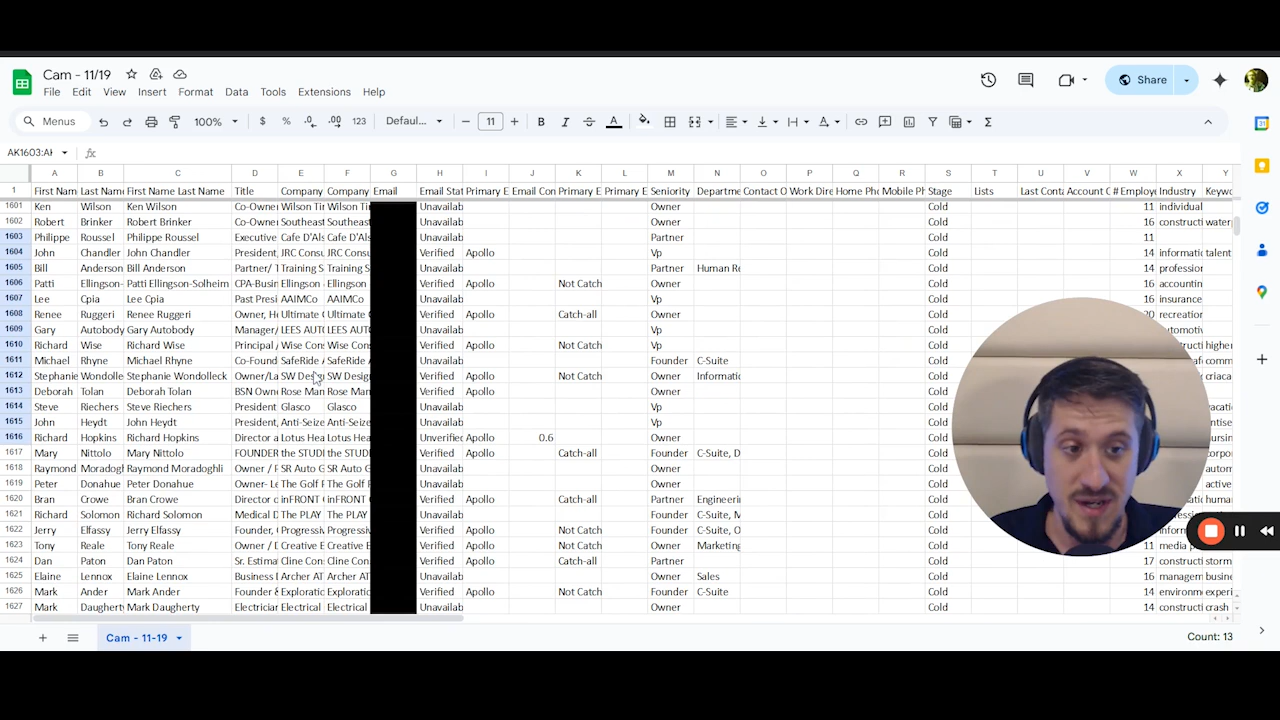 Cam - 11/19
File Edit View Insert Format Data Tools Extensions Help
Share
Menus 100% $ % .0 .00 123 Defaul... 11 B I A
AK1603:A
fx
A B C D E F G H I J K L M N O P Q R S T U V W X Y
1 First Nam Last Name First Name Last Name Title Company Company Email Email Stat Primary E Email Con Primary E Primary E Seniority Departme Contact O Work Dire Home Pho Mobile Ph Stage Lists Last Conta Account O # Employe Industry Keywo
1601 Ken Wilson Ken Wilson Co-Owne Wilson Tir Wilson Ti Unavailab Owner Cold 11 individual
1602 Robert Brinker Robert Brinker Co-Owner Southeast Southeast Unavailab Owner Cold 16 constructi water
1603 Philippe Roussel Philippe Roussel Executive Cafe D'Als Cafe D'Al Unavailab Partner Cold 11
1604 John Chandler John Chandler President, JRC Consu JRC Consu Verified Apollo Vp Cold 14 informatic talent
1605 Bill Anderson Bill Anderson Partner/ T Training S Training S Unavailab Partner Human Re Cold 14 profession
1606 Patti Ellingson- Patti Ellingson-Solheim CPA-Busin Ellingson Ellingson Verified Apollo Not Catch Owner Cold 16 accountin
1607 Lee Cpia Lee Cpia Past Presi AAIMCo AAIMCo Unavailab Vp Cold 16 insurance
1608 Renee Ruggeri Renee Ruggeri Owner, H Ultimate C Ultimate Verified Apollo Catch-all Owner Cold 20 recreation
1609 Gary Autobody Gary Autobody Manager/ LEES AUTO LEES AUT Unavailab Vp Cold
1610 Richard Wise Richard Wise Principal / Wise Cons Wise Con Verified Apollo Not Catch Vp Cold higher
1611 Michael Rhyne Michael Rhyne Co-Found SafeRide A SafeRide Unavailab Founder C-Suite Cold
1612 Stephanie Wondolle Stephanie Wondolleck Owner/La SW Desig SW Desig Verified Apollo Not Catch Owner Informatic Cold
1613 Deborah Tolan Deborah Tolan BSN Owne Rose Man Rose Man Verified Apollo Owner Cold
1614 Steve Riechers Steve Riechers President Glasco Glasco Unavailab Vp Cold
1615 John Heydt John Heydt President, Anti-Seize Anti-Seize Unavailab Vp Cold
1616 Richard Hopkins Richard Hopkins Director a Lotus Hea Lotus Hea Unverifiec Apollo 0.6 Owner Cold
1617 Mary Nittolo Mary Nittolo FOUNDER the STUDI the STUD Verified Apollo Catch-all Founder C-Suite, D Cold
1618 Raymond Moradogh Raymond Moradoghli Owner / P SR Auto G SR Auto Unavailab Owner Cold
1619 Peter Donahue Peter Donahue Owner- Le The Golf P The Golf Unavailab Owner Cold
1620 Bran Crowe Bran Crowe Director o inFRONT inFRONT Verified Apollo Catch-all Partner Engineeri Cold
1621 Richard Solomon Richard Solomon Medical D The PLAY The PLAY Unavailab Founder C-Suite, M Cold
1622 Jerry Elfassy Jerry Elfassy Founder, Progressiv Progressiv Verified Apollo Not Catch Founder C-Suite, O Cold
1623 Tony Reale Tony Reale Owner / D Creative E Creative Verified Apollo Not Catch Owner Marketing Cold 11 media p
1624 Dan Paton Dan Paton Sr. Estima Cline Cons Cline Con Verified Apollo Catch-all Partner Cold 17 constructi storm
1625 Elaine Lennox Elaine Lennox Business D Archer AT Archer AT Unavailab Owner Sales Cold 16 managem busine
1626 Mark Ander Mark Ander Founder & Exploratio Exploratio Verified Apollo Not Catch Founder C-Suite Cold 14 environm experi
1627 Mark Daugherty Mark Daugherty Electrician Electrical Electrical Unavailab Owner Cold 14 constructi crash
Cam - 11-19
Count: 13